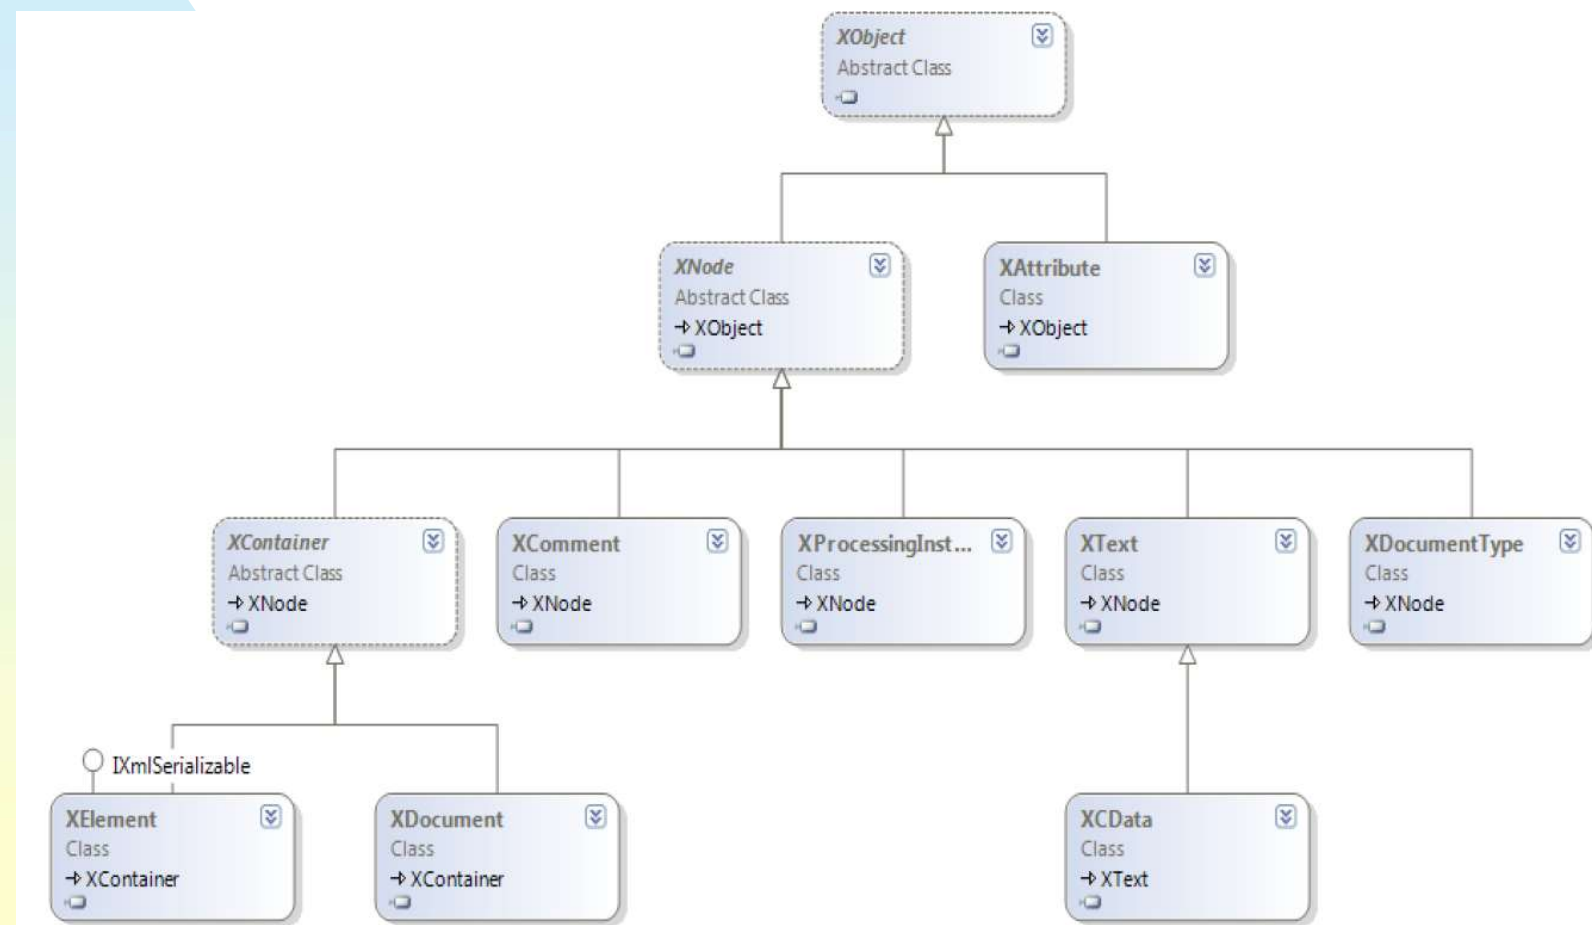 XObject
Abstract Class
XNode
Abstract Class
XObject
XAttribute
Class
XObject
XContainer
Abstract Class
XNode
XComment
Class
XNode
XProcessingInst...
Class
XNode
XText
Class
XNode
XDocumentType
Class
XNode
IXmlSerializable
XElement
Class
XContainer
XDocument
Class
XContainer
XCData
Class
XText